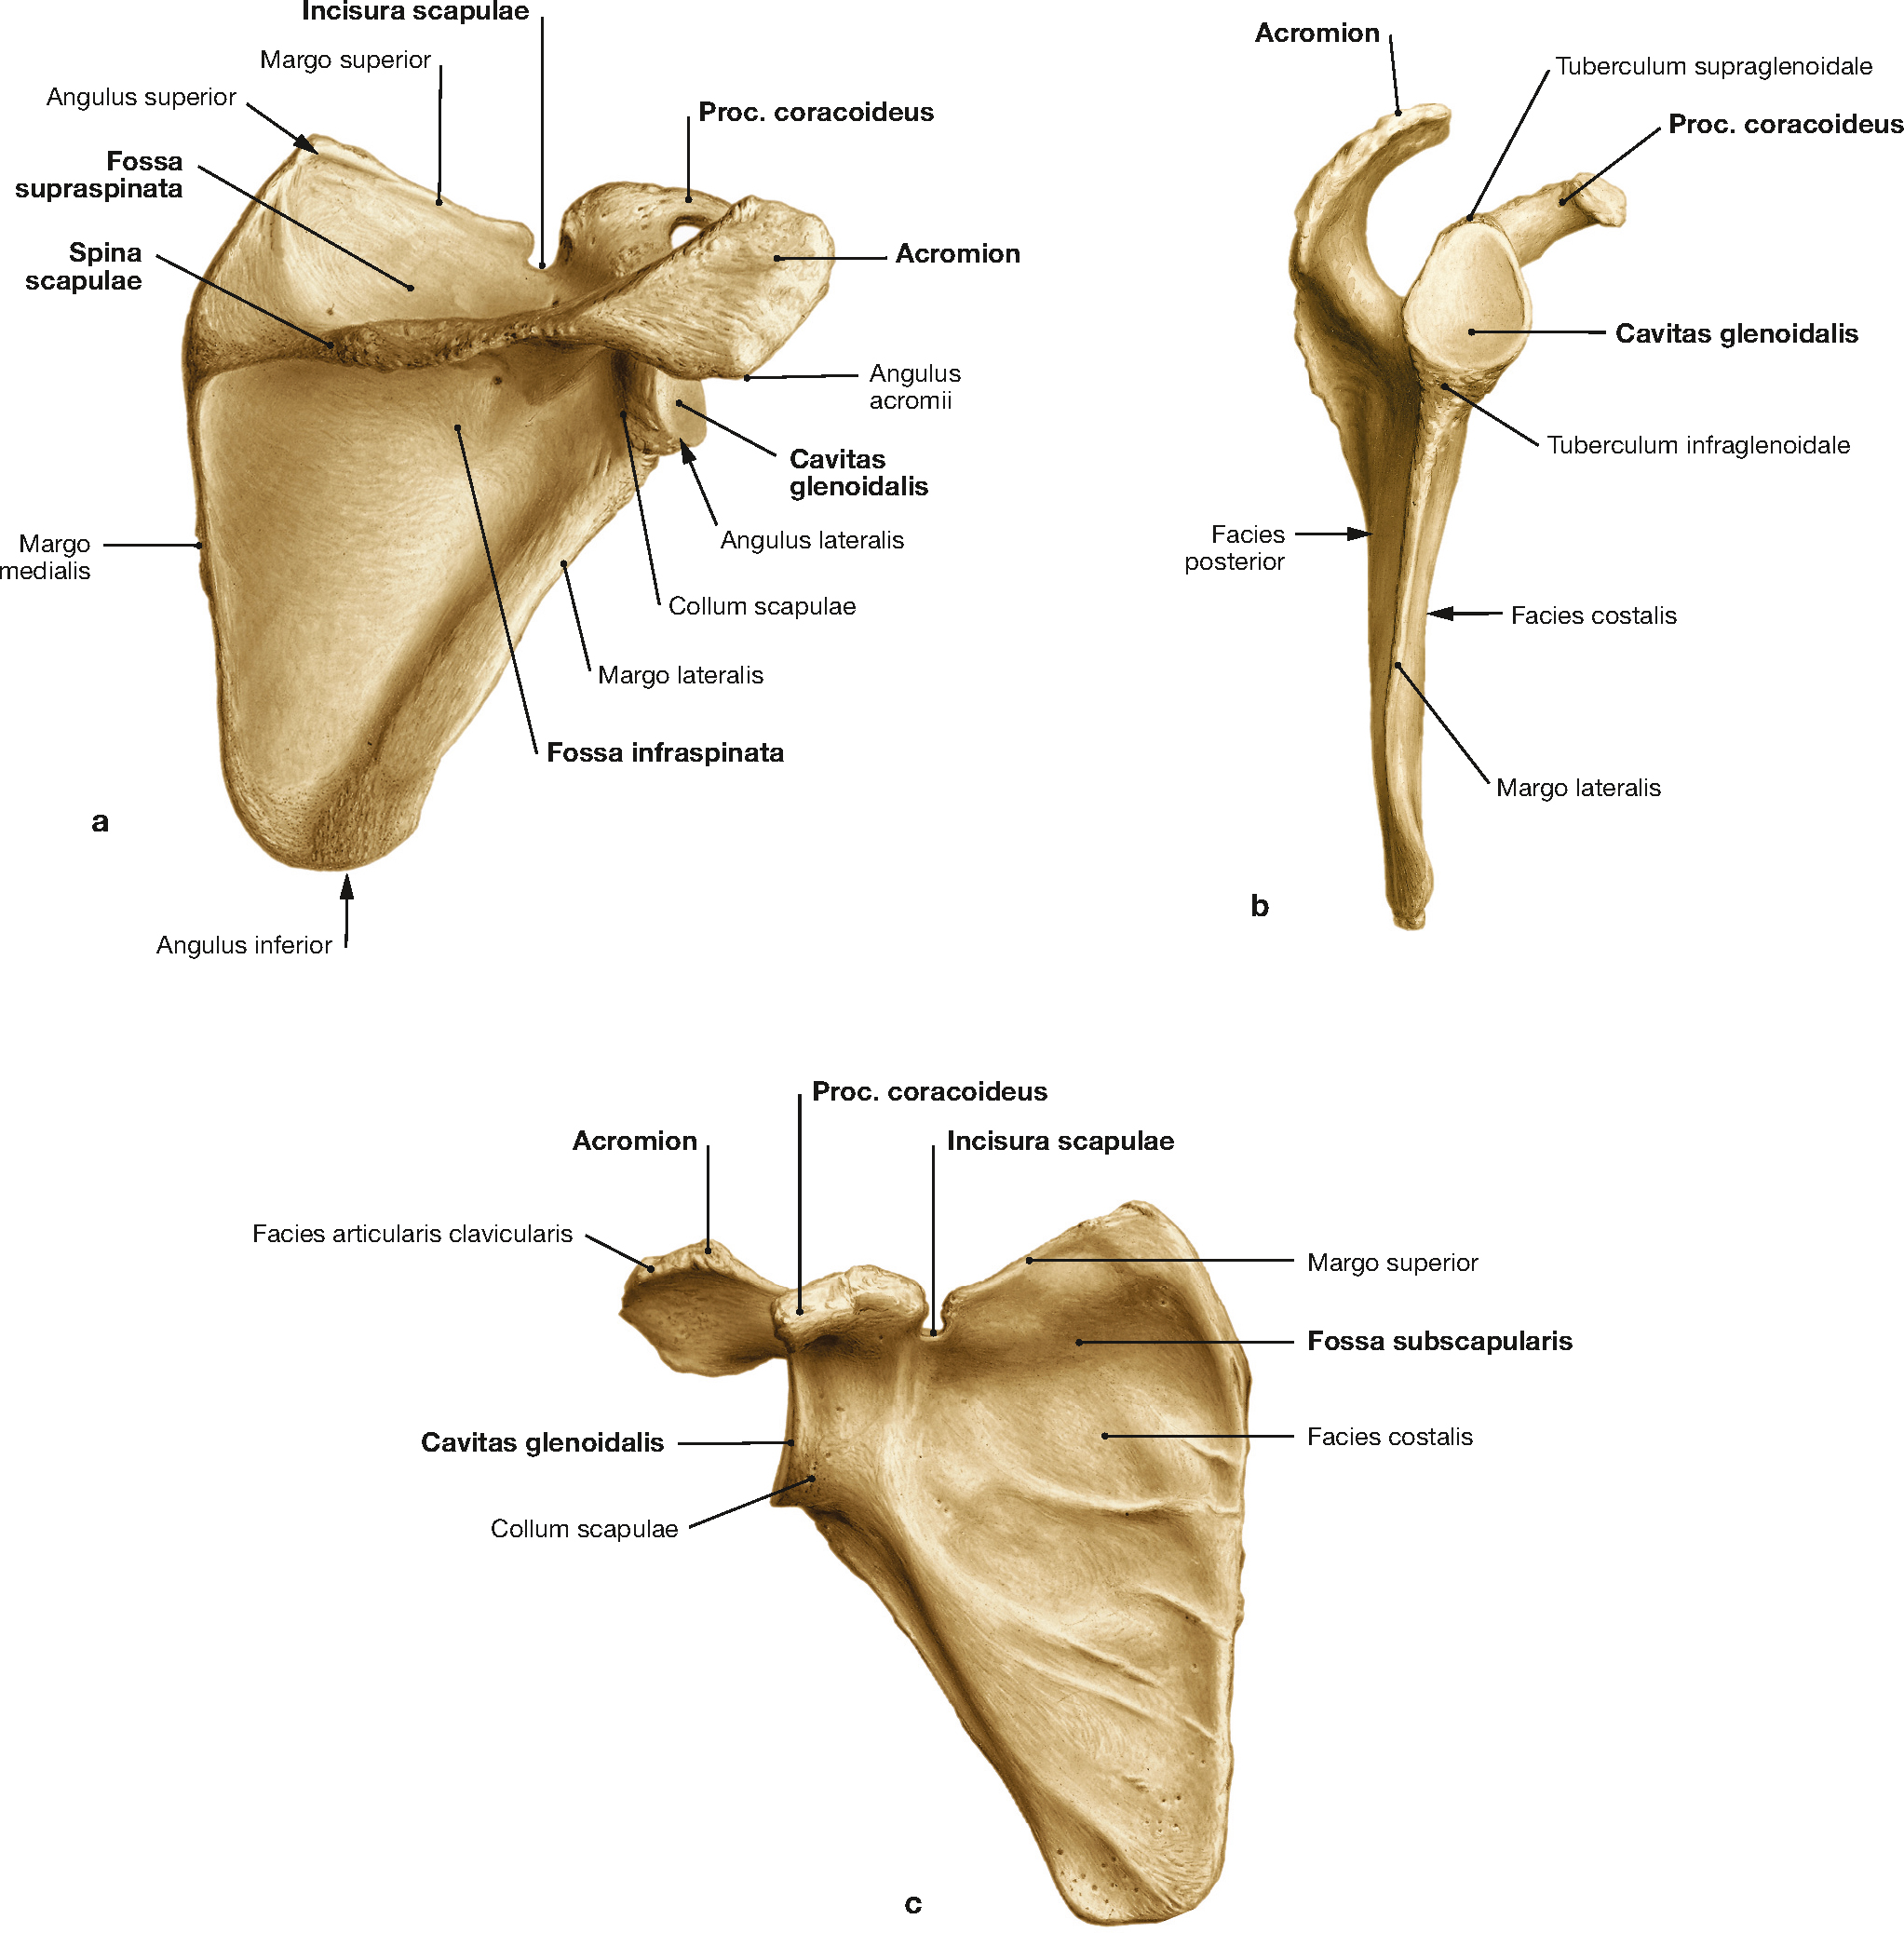 Incisura scapulae
Margo superior
Angulus superior
Proc. coracoideus
Fossa
supraspinata
Spina
scapulae
Acromion
Angulus
acromii
Cavitas
glenoidalis
Angulus lateralis
Margo
medialis
Collum scapulae
Margo lateralis
Fossa infraspinata
a
Angulus inferior
Acromion
Tuberculum supraglenoidale
Proc. coracoideus
Cavitas glenoidalis
Tuberculum infraglenoidale
Facies
posterior
Facies costalis
Margo lateralis
b
Proc. coracoideus
Acromion
Incisura scapulae
Facies articularis clavicularis
Margo superior
Fossa subscapularis
Cavitas glenoidalis
Facies costalis
Collum scapulae
c